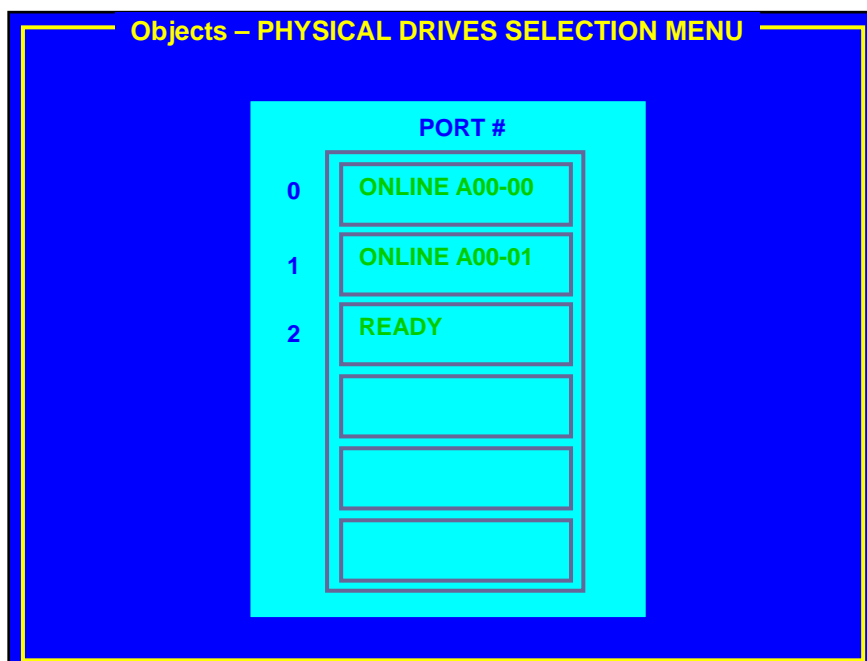 Objects – PHYSICAL DRIVES SELECTION MENU
PORT #
0 ONLINE A00-00
1 ONLINE A00-01
2 READY